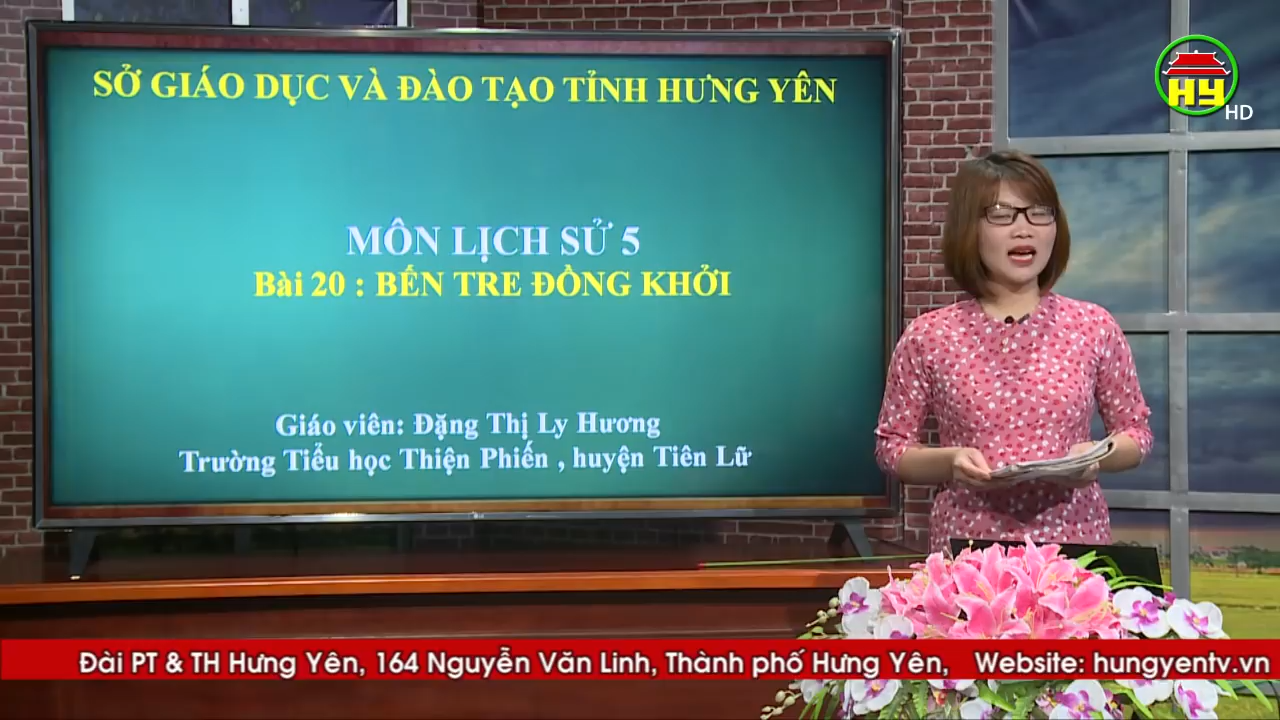 SỞ GIÁO DỤC VÀ ĐÀO TẠO TỈNH HƯNG YÊN
HY
HD
MÔN LỊCH SỬ 5
Bài 20 : BẾN TRE ĐỒNG KHỞI
Giáo viên: Đặng Thị Ly Hương
Trường Tiểu học Thiện Phiến , huyện Tiên Lữ
LG
Đài PT & TH Hưng Yên, 164 Nguyễn Văn Linh, Thành phố Hưng Yên, Website: hungyentv.vn